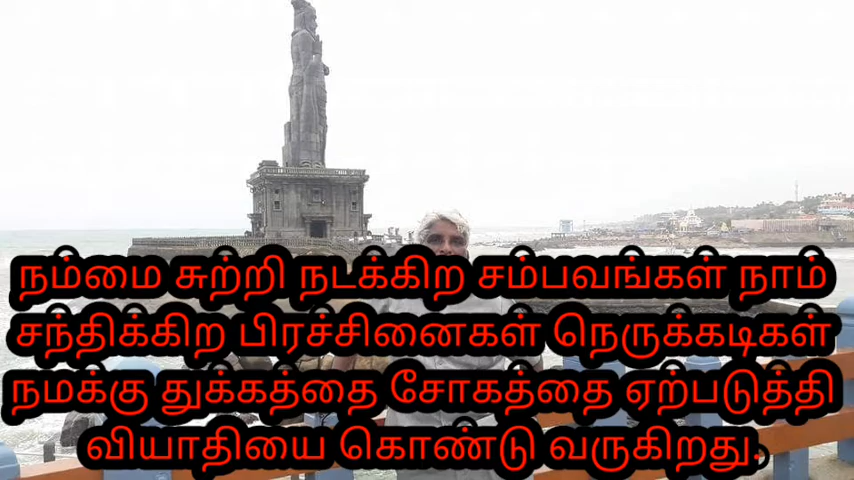 நம்மை சுற்றி நடக்கிற சம்பவங்கள் நாம்
சந்திக்கிற பிரச்சினைகள் நெருக்கடிகள்
நமக்கு துக்கத்தை சோகத்தை ஏற்படுத்தி
வியாதியை கொண்டு வருகிறது.